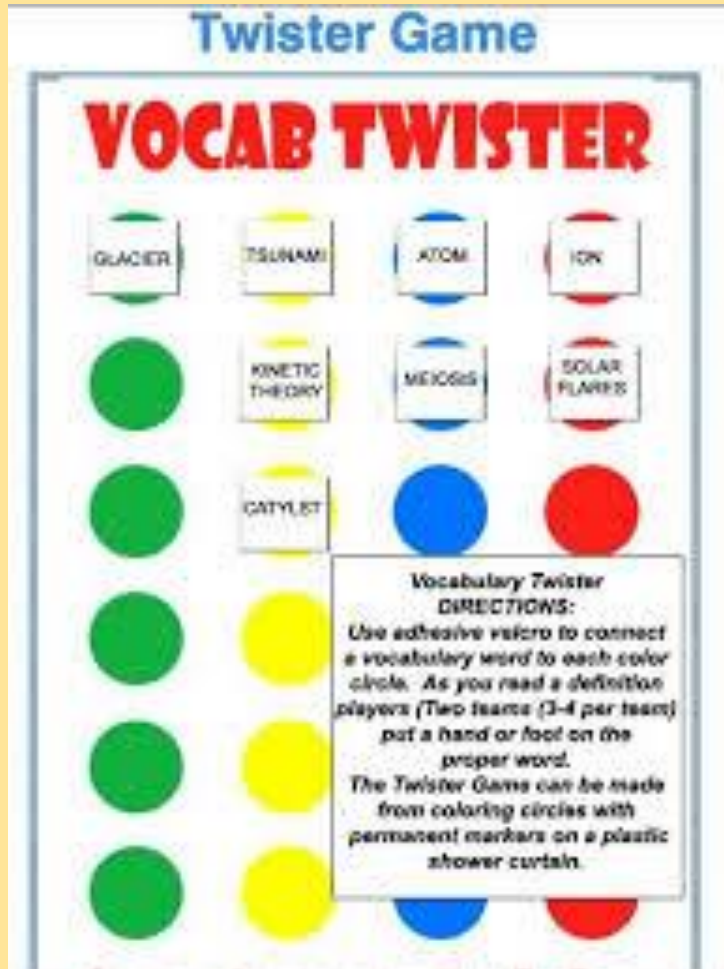 Twister Game
VOCAB TWISTER
GLACIER
TSUNAMI
ATOM
ION
KINETIC
THEORY
MEIOSIS
SOLAR
FLARES
CATYLST
Vocabulary Twister
DIRECTIONS:
Use adhesive velcro to connect
a vocabulary word to each color
circle. As you read a definition
players (Two teams (3-4 per team)
put a hand or foot on the
proper word.
The Twister Game can be made
from coloring circles with
permanent markers on a plastic
shower curtain.